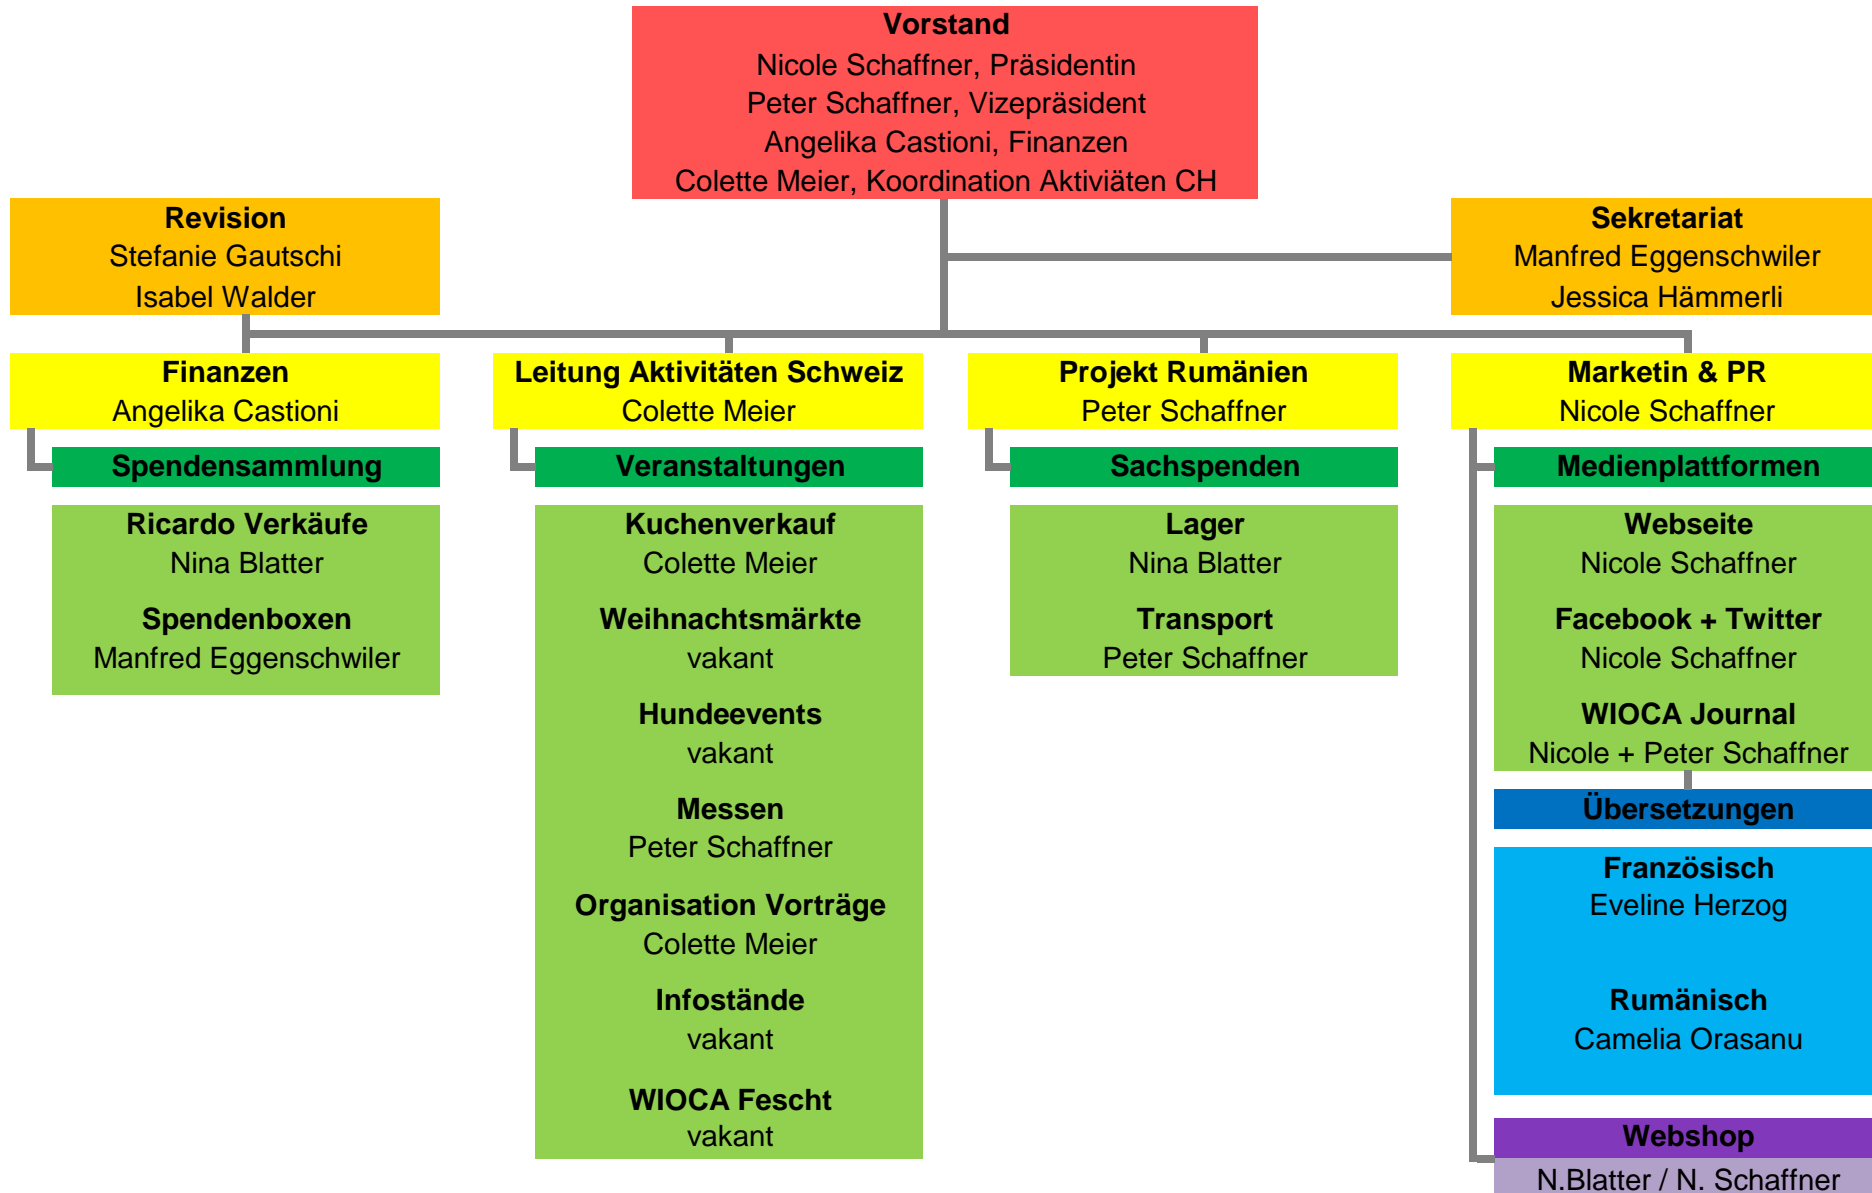 Vorstand
Nicole Schaffner, Präsidentin
Peter Schaffner, Vizepräsident
Angelika Castioni, Finanzen
Colette Meier, Koordination Aktiviäten CH
Revision
Stefanie Gautschi
Isabel Walder
Sekretariat
Manfred Eggenschwiler
Jessica Hämmerli
Finanzen
Angelika Castioni
Spendensammlung
Ricardo Verkäufe
Nina Blatter
Spendenboxen
Manfred Eggenschwiler
Leitung Aktivitäten Schweiz
Colette Meier
Veranstaltungen
Kuchenverkauf
Colette Meier
Weihnachtsmärkte
vakant
Hundeevents
vakant
Messen
Peter Schaffner
Organisation Vorträge
Colette Meier
Infostände
vakant
WIOCA Fescht
vakant
Projekt Rumänien
Peter Schaffner
Sachspenden
Lager
Nina Blatter
Transport
Peter Schaffner
Marketin & PR
Nicole Schaffner
Medienplattformen
Webseite
Nicole Schaffner
Facebook + Twitter
Nicole Schaffner
WIOCA Journal
Nicole + Peter Schaffner
Übersetzungen
Französisch
Eveline Herzog
Rumänisch
Camelia Orasanu
Webshop
N.Blatter / N. Schaffner